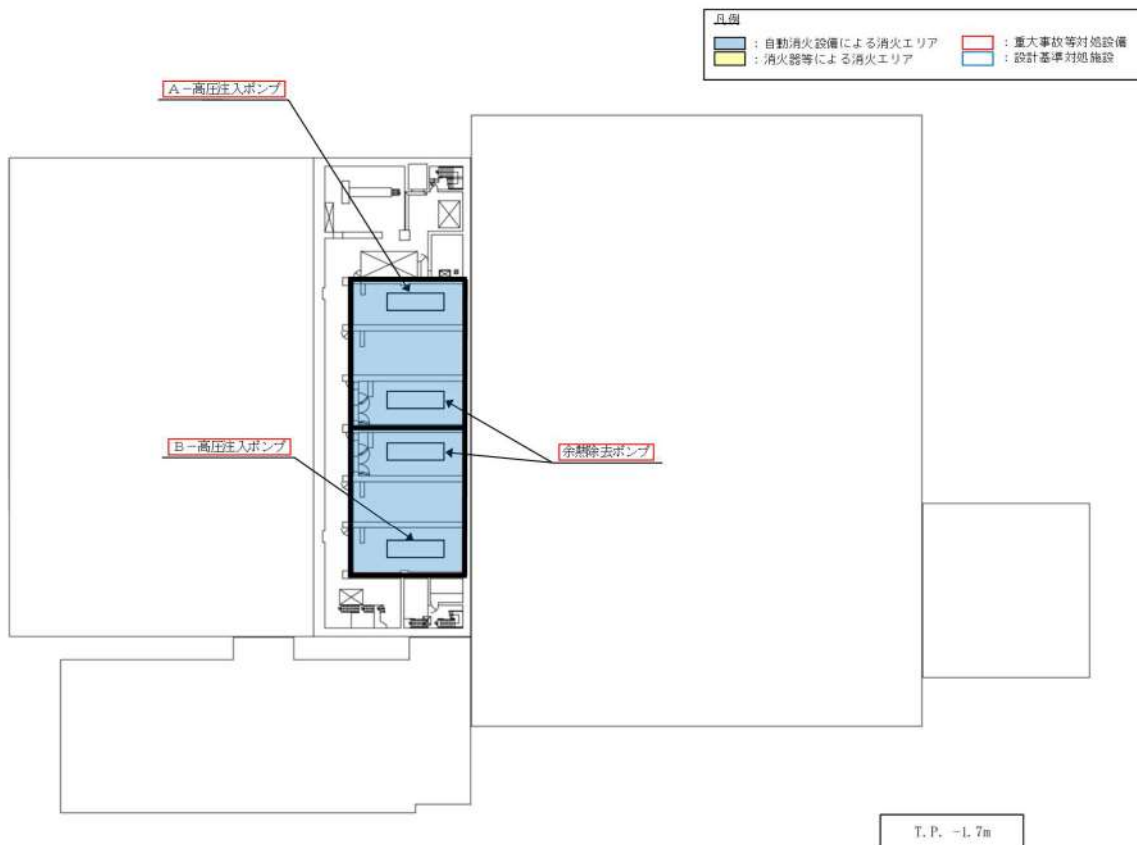 凡例
：自動消火設備による消火エリア
：重大事故等対処設備
：消火器等による消火エリア
：設計基準対処施設
A－高圧注入ポンプ
B－高圧注入ポンプ
余熱除去ポンプ
T.P. -1.7m